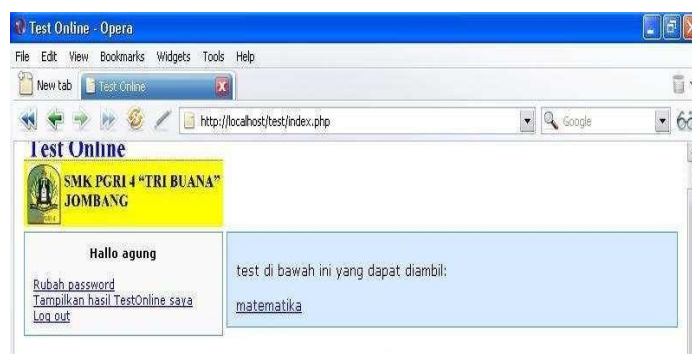 Test Online - Opera
File Edit View Bookmarks Widgets Tools Help
New tab Test Online
http://localhost/test/index.php Google
Test Online
SMK PGRI 4 “TRI BUANA”
JOMBANG
Hallo agung
Rubah password
Tampilkan hasil TestOnline saya
Log out
test di bawah ini yang dapat diambil:
matematika